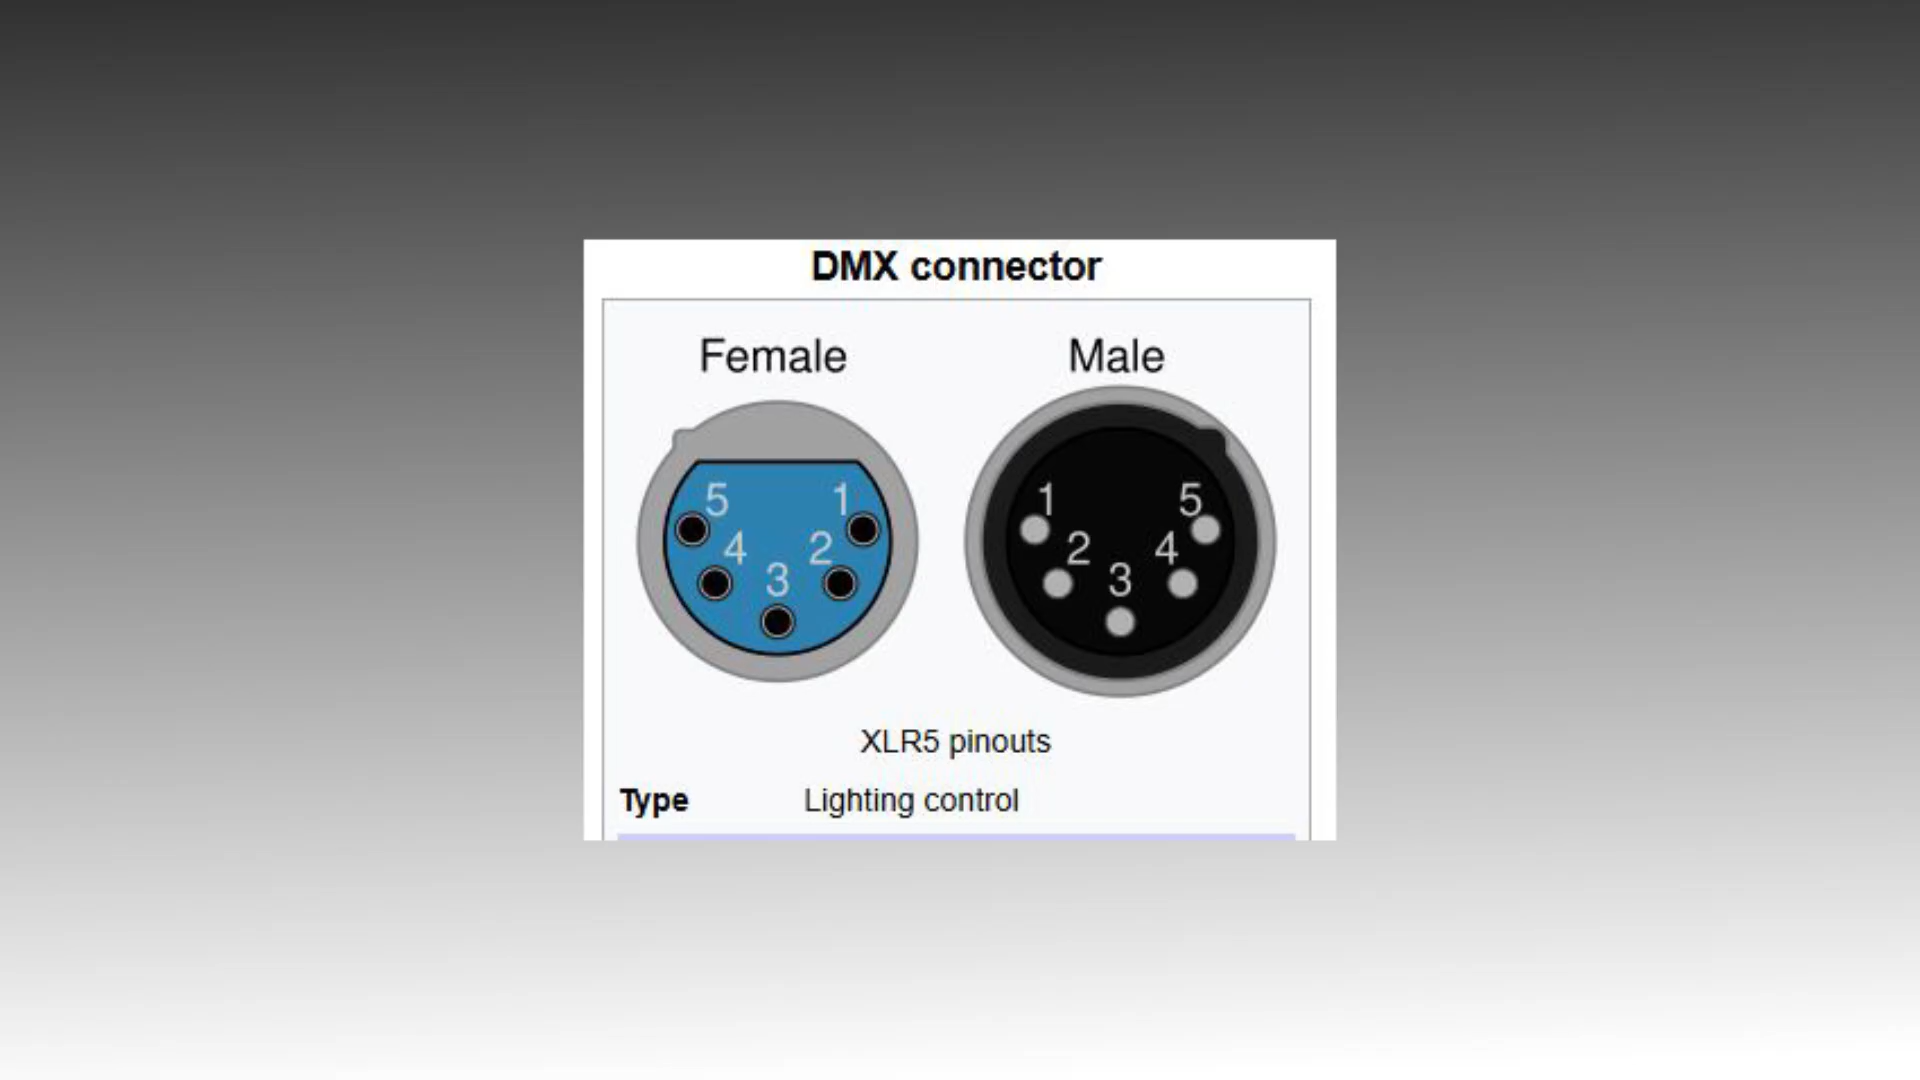 DMX connector
Female Male
5 1 1 5
4 2 2 4
3 3
XLR5 pinouts
Type Lighting control